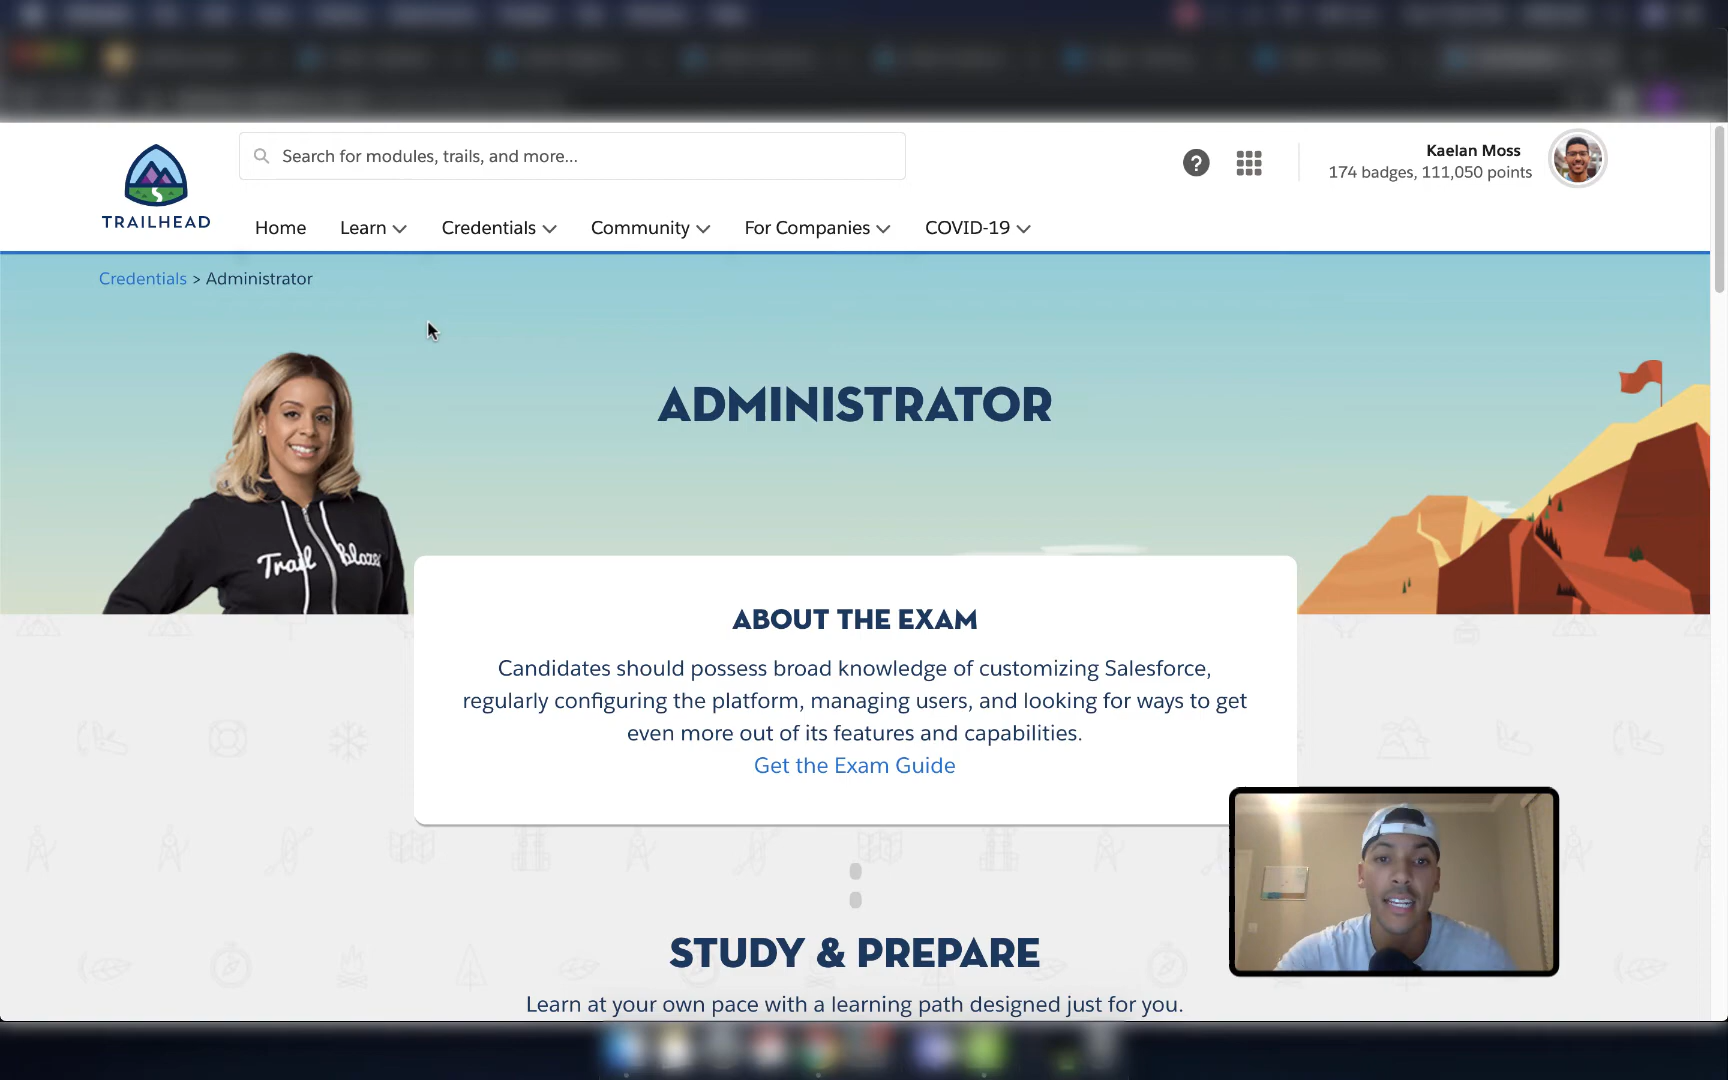 Search for modules, trails, and more...
Kaelan Moss
174 badges, 111,050 points
TRAILHEAD
Home Learn Credentials Community For Companies COVID-19
Credentials > Administrator
ADMINISTRATOR
Trail blazer
ABOUT THE EXAM
Candidates should possess broad knowledge of customizing Salesforce,
regularly configuring the platform, managing users, and looking for ways to get
even more out of its features and capabilities.
Get the Exam Guide
STUDY & PREPARE
Learn at your own pace with a learning path designed just for you.